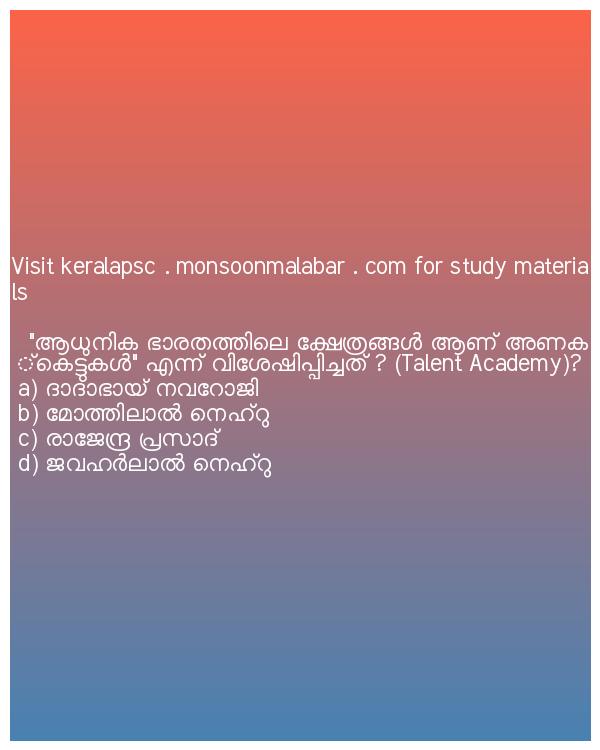 Visit keralapsc . monsoonmalabar . com for study materia
ls
"ആധുനിക ഭാരതത്തിലെ ക്ഷേത്രങ്ങൾ ആണ് അണക
്കെട്ടുകൾ" എന്ന് വിശേഷിപ്പിച്ചത് ? (Talent Academy)?
a) ദാദാഭായ് നവറോജി
b) മോത്തിലാൽ നെഹ്റു
c) രാജേന്ദ്ര പ്രസാദ്
d) ജവഹർലാൽ നെഹ്റു